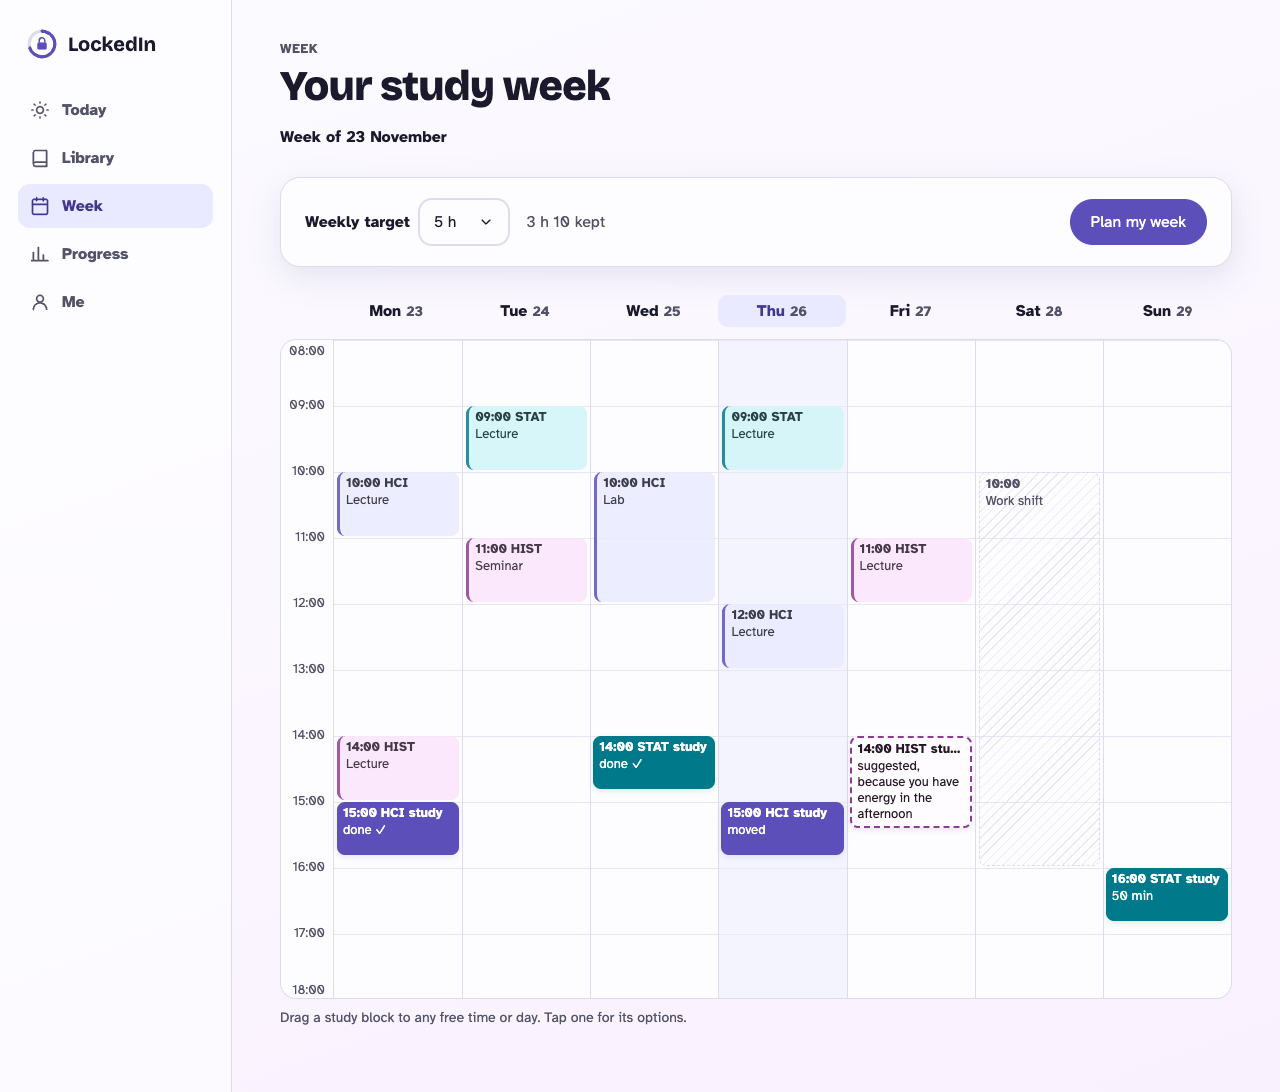 LockedIn
Today
Library
Week
Progress
Me
WEEK
Your study week
Week of 23 November
Weekly target 5 h 3 h 10 kept Plan my week
Mon 23 Tue 24 Wed 25 Thu 26 Fri 27 Sat 28 Sun 29
08:00
09:00
10:00
11:00
12:00
13:00
14:00
15:00
16:00
17:00
18:00
10:00 HCI
Lecture
14:00 HIST
Lecture
15:00 HCI study
done ✓
09:00 STAT
Lecture
11:00 HIST
Seminar
10:00 HCI
Lab
14:00 STAT study
done ✓
09:00 STAT
Lecture
12:00 HCI
Lecture
15:00 HCI study
moved
11:00 HIST
Lecture
14:00 HIST stu…
suggested,
because you have
energy in the
afternoon
10:00
Work shift
16:00 STAT study
50 min
Drag a study block to any free time or day. Tap one for its options.